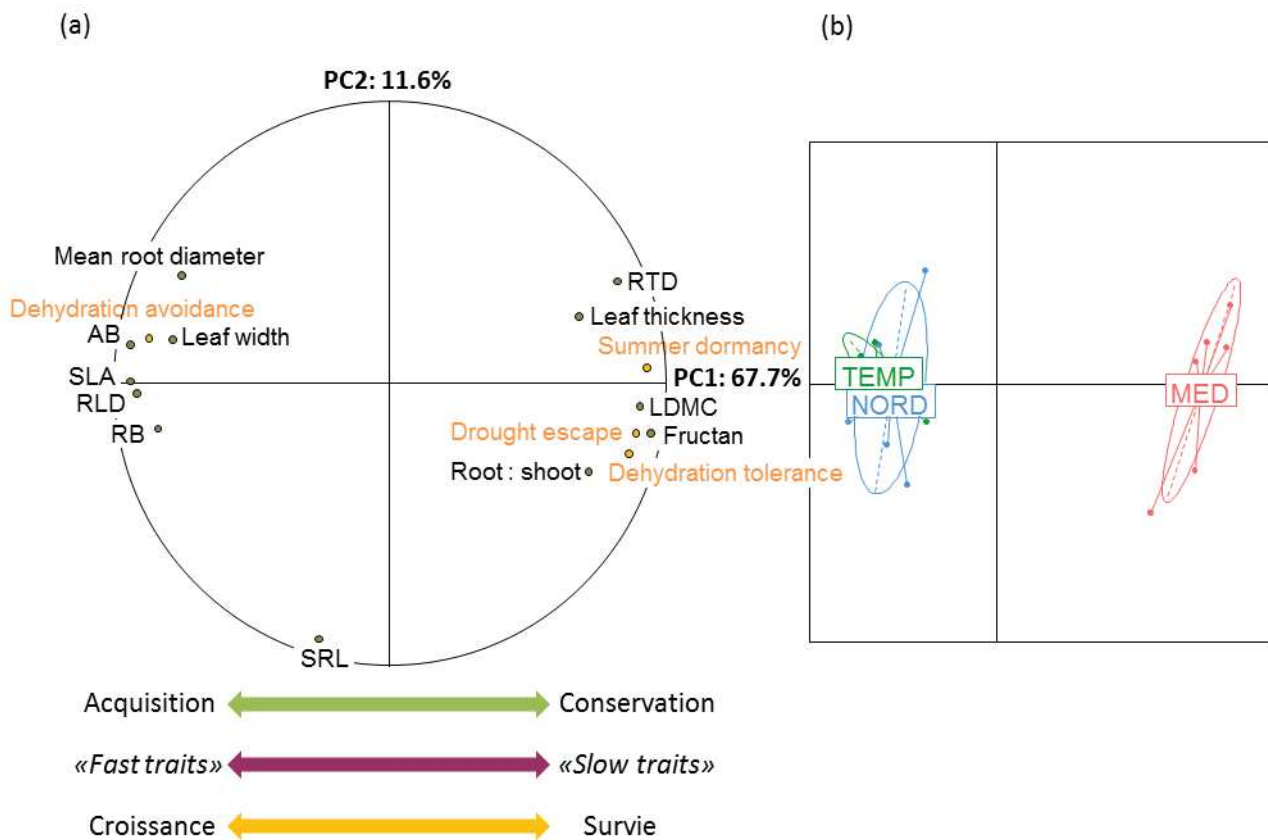 (a)
(b)
PC2: 11.6%
Mean root diameter
Dehydration avoidance
AB
Leaf width
SLA
RLD
RB
SRL
RTD
Leaf thickness
Summer dormancy
PC1: 67.7%
LDMC
Drought escape
Fructan
Root : shoot
Dehydration tolerance
TEMP
NORD
MED
Acquisition
Conservation
«Fast traits»
«Slow traits»
Croissance
Survie